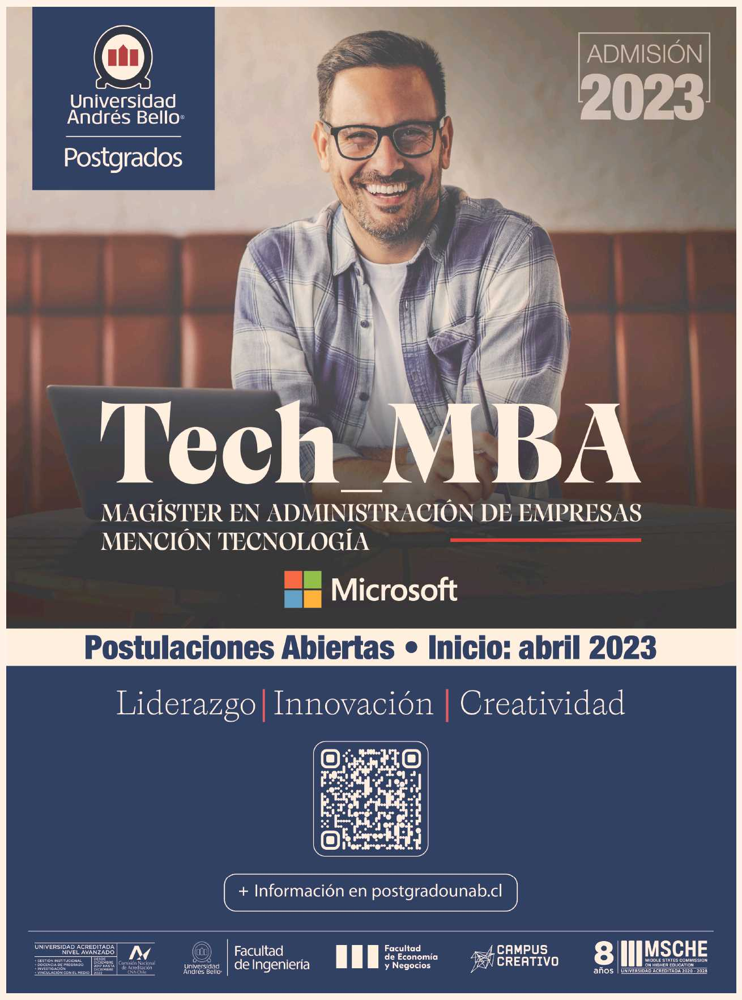 Universidad
Andrés Bello®
Postgrados
ADMISIÓN
2023
Tech_MBA
MAGÍSTER EN ADMINISTRACIÓN DE EMPRESAS
MENCIÓN TECNOLOGÍA
Microsoft
Postulaciones Abiertas • Inicio: abril 2023
Liderazgo | Innovación | Creatividad
+ Información en postgradounab.cl
UNIVERSIDAD ACREDITADA
NIVEL AVANZADO
• GESTIÓN INSTITUCIONAL
• DOCENCIA DE PREGRADO
• INVESTIGACIÓN
• VINCULACIÓN CON EL MEDIO
DESDE
DICIEMBRE
2017 HASTA
DICIEMBRE
2022
Comisión Nacional
de Acreditación
CNA-Chile
Universidad
Andrés Bello®
Facultad
de Ingeniería
Facultad
de Economía
y Negocios
CAMPUS
CREATIVO
8
años
MSCHE
MIDDLE STATES COMMISSION
ON HIGHER EDUCATION
UNIVERSIDAD ACREDITADA 2020 - 2028